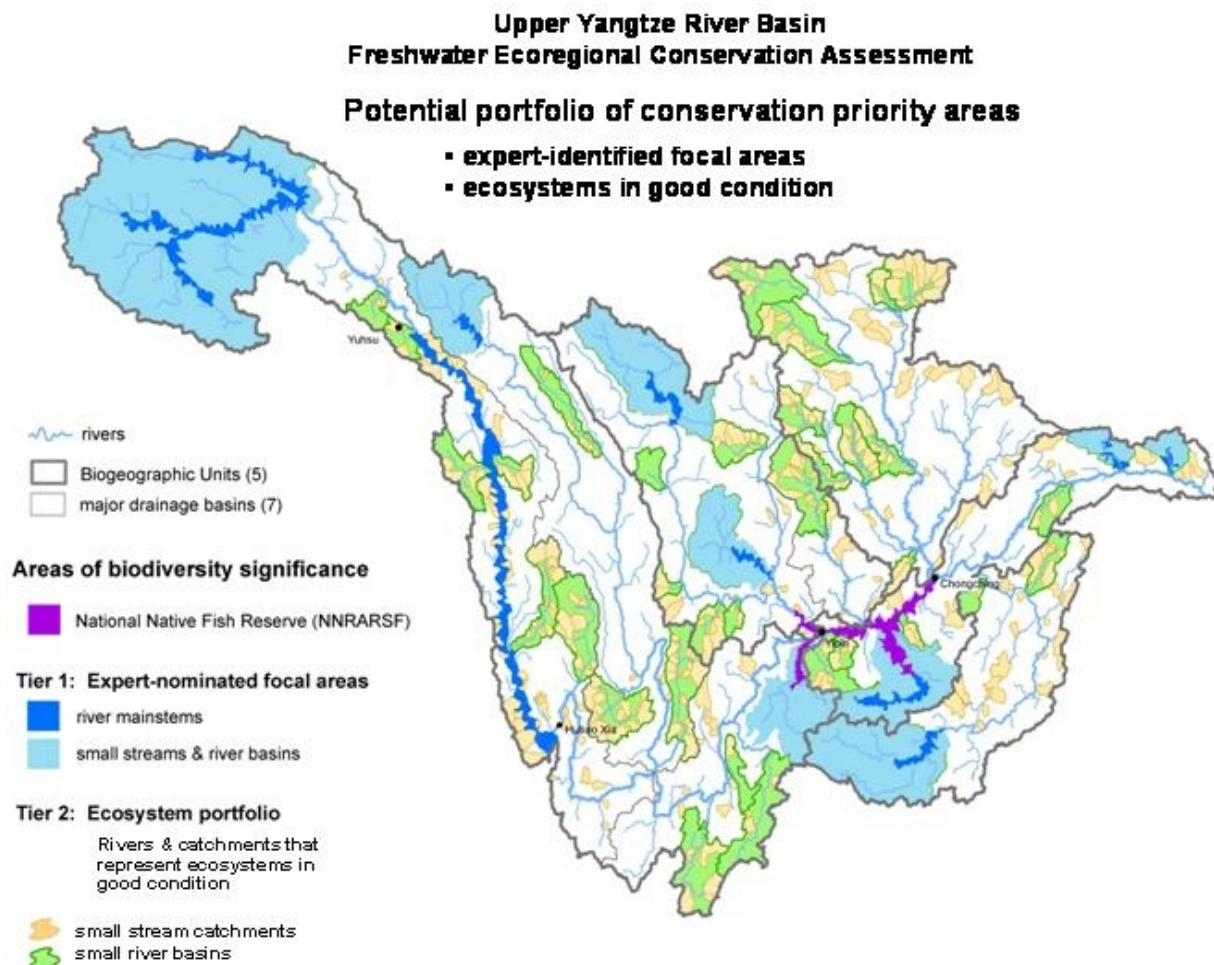 Upper Yangtze River Basin
Freshwater Ecoregional Conservation Assessment
Potential portfolio of conservation priority areas
▪ expert-identified focal areas
▪ ecosystems in good condition
Yuhsu
rivers
Biogeographic Units (5)
major drainage basins (7)
Areas of biodiversity significance
Chongching
National Native Fish Reserve (NNRARSF)
Yibin
Tier 1: Expert-nominated focal areas
river mainstems
Hutiao Xia
small streams & river basins
Tier 2: Ecosystem portfolio
Rivers & catchments that
represent ecosystems in
good condition
small stream catchments
small river basins